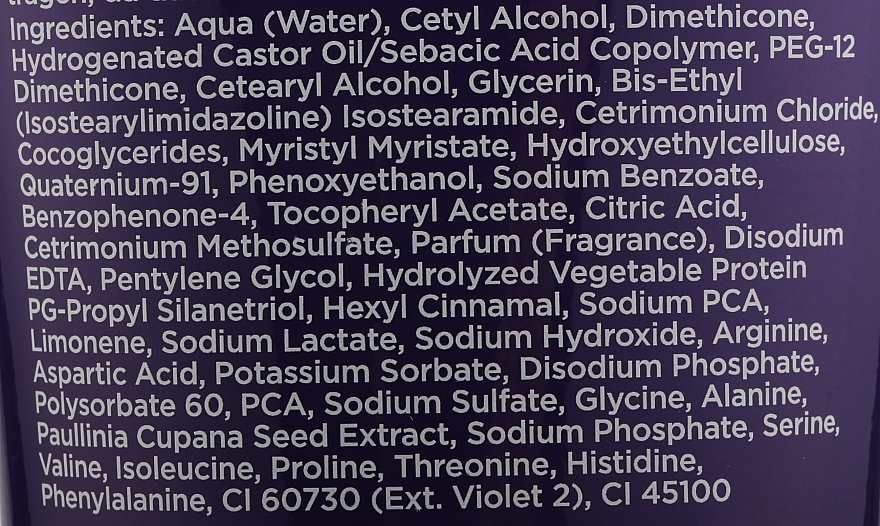 Ingredients: Aqua (Water), Cetyl Alcohol, Dimethicone,
Hydrogenated Castor Oil/Sebacic Acid Copolymer, PEG-12
Dimethicone, Cetearyl Alcohol, Glycerin, Bis-Ethyl
(Isostearylimidazoline) Isostearamide, Cetrimonium Chloride,
Cocoglycerides, Myristyl Myristate, Hydroxyethylcellulose,
Quaternium-91, Phenoxyethanol, Sodium Benzoate,
Benzophenone-4, Tocopheryl Acetate, Citric Acid,
Cetrimonium Methosulfate, Parfum (Fragrance), Disodium
EDTA, Pentylene Glycol, Hydrolyzed Vegetable Protein
PG-Propyl Silanetriol, Hexyl Cinnamal, Sodium PCA,
Limonene, Sodium Lactate, Sodium Hydroxide, Arginine,
Aspartic Acid, Potassium Sorbate, Disodium Phosphate,
Polysorbate 60, PCA, Sodium Sulfate, Glycine, Alanine,
Paullinia Cupana Seed Extract, Sodium Phosphate, Serine,
Valine, Isoleucine, Proline, Threonine, Histidine,
Phenylalanine, CI 60730 (Ext. Violet 2), CI 45100